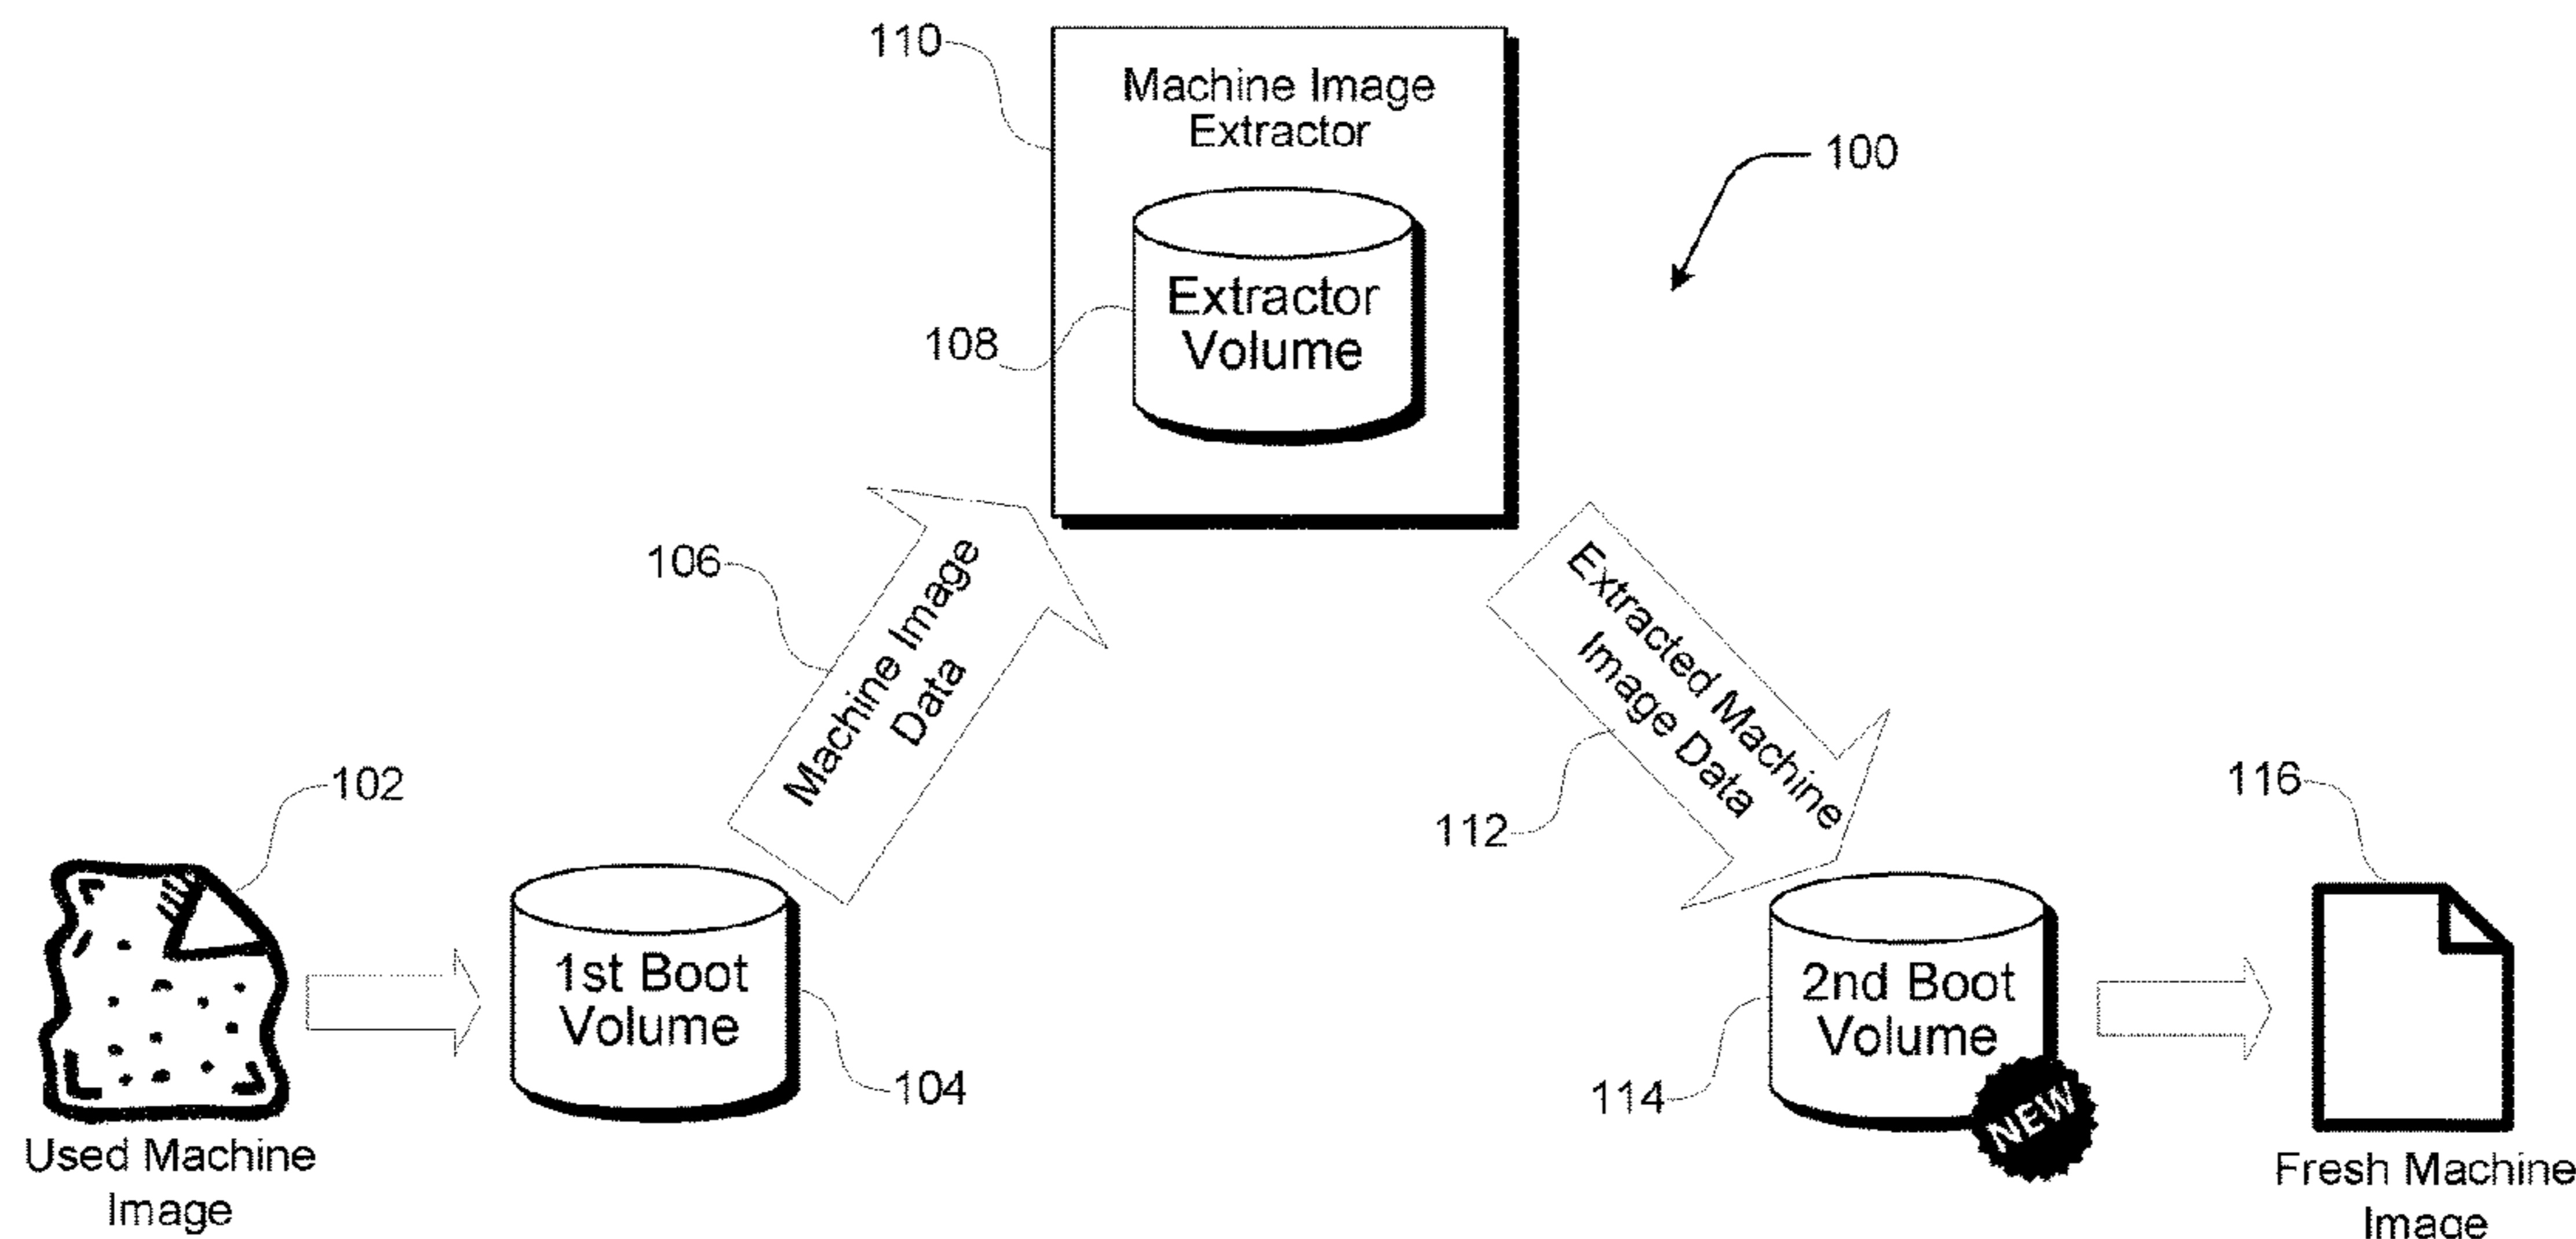 110
Machine Image
Extractor
100
Extractor
Volume
108
106
Machine Image
Data
Extracted Machine
Image Data
112
102
116
1st Boot
Volume
104
2nd Boot
Volume
114
NEW
Used Machine
Image
Fresh Machine
Image